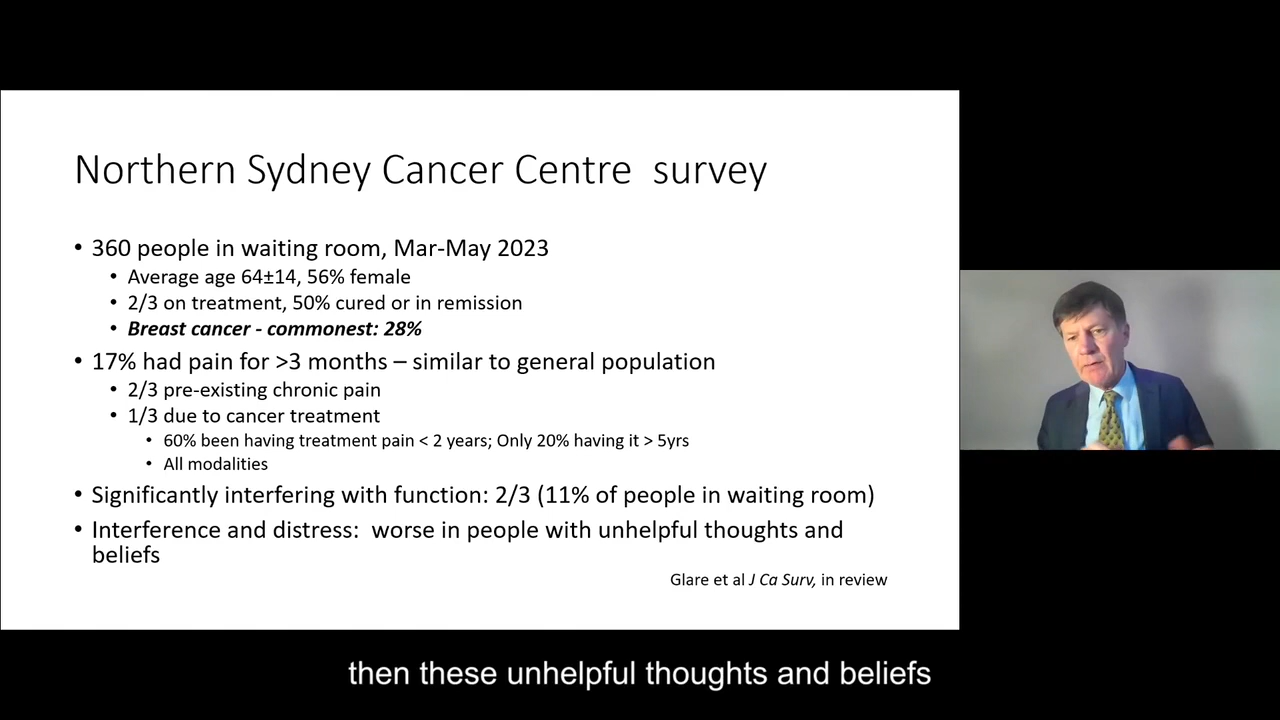 Northern Sydney Cancer Centre survey
• 360 people in waiting room, Mar-May 2023
• Average age 64±14, 56% female
• 2/3 on treatment, 50% cured or in remission
• Breast cancer - commonest: 28%
• 17% had pain for >3 months – similar to general population
• 2/3 pre-existing chronic pain
• 1/3 due to cancer treatment
• 60% been having treatment pain < 2 years; Only 20% having it > 5yrs
• All modalities
• Significantly interfering with function: 2/3 (11% of people in waiting room)
• Interference and distress: worse in people with unhelpful thoughts and
beliefs
Glare et al J Ca Surv, in review
then these unhelpful thoughts and beliefs